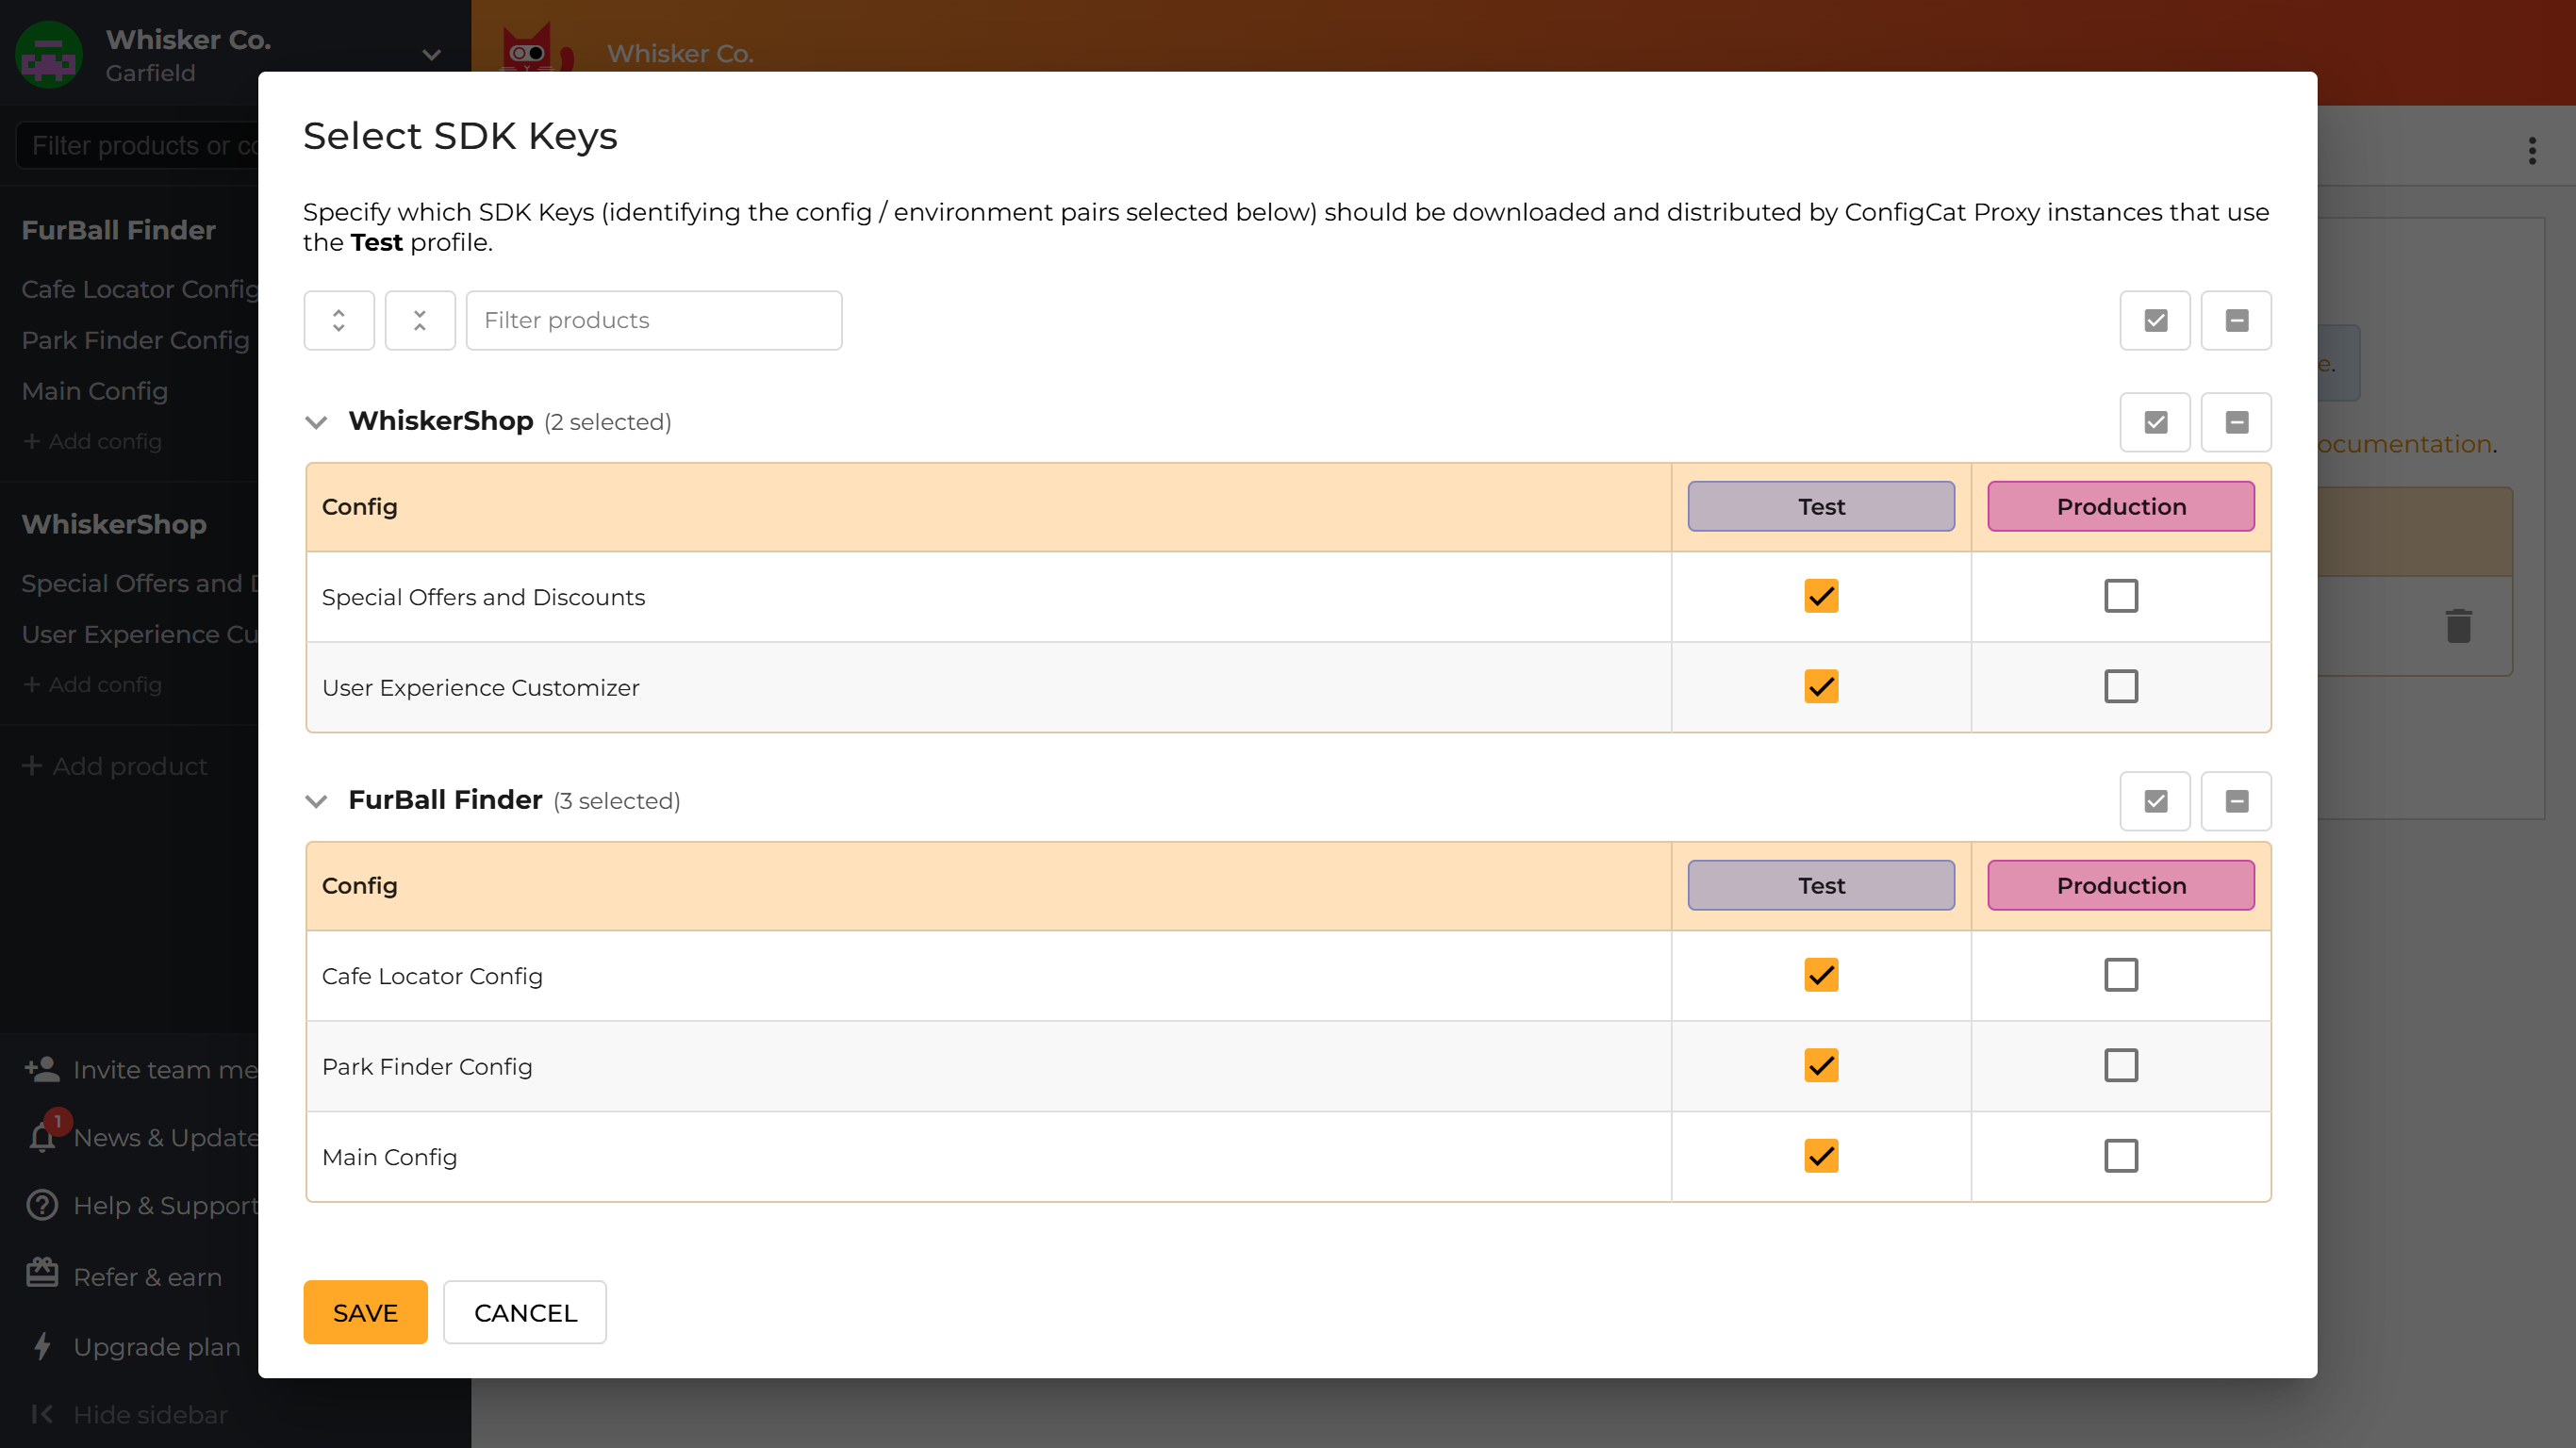 Whisker Co.
Garfield
Whisker Co.
Filter products or co
FurBall Finder
Cafe Locator Config
Park Finder Config
Main Config
+ Add config
WhiskerShop
Special Offers and D
User Experience Cu
+ Add config
+ Add product
Invite team me
1
News & Update
Help & Support
Refer & earn
Upgrade plan
Hide sidebar
Select SDK Keys
Specify which SDK Keys (identifying the config / environment pairs selected below) should be downloaded and distributed by ConfigCat Proxy instances that use
the Test profile.
Filter products
WhiskerShop (2 selected)
Config Test Production
Special Offers and Discounts
User Experience Customizer
FurBall Finder (3 selected)
Config Test Production
Cafe Locator Config
Park Finder Config
Main Config
SAVE CANCEL
e.
ocumentation.